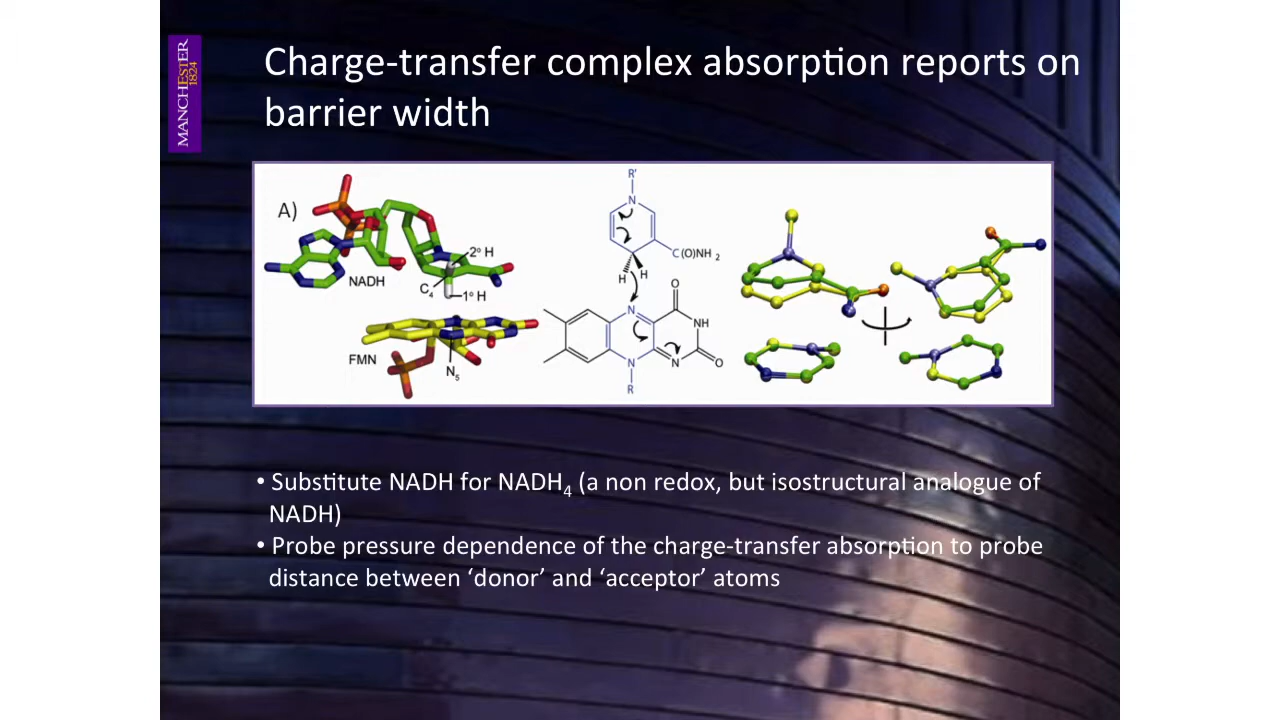 MANCHESTER
1824
Charge-transfer complex absorption reports on
barrier width
A)
NADH
2° H
C4
1° H
FMN
N5
R'
N
C(O)NH 2
H H
O
N
NH
N
N
O
R
• Substitute NADH for NADH4 (a non redox, but isostructural analogue of
NADH)
• Probe pressure dependence of the charge-transfer absorption to probe
distance between ‘donor’ and ‘acceptor’ atoms